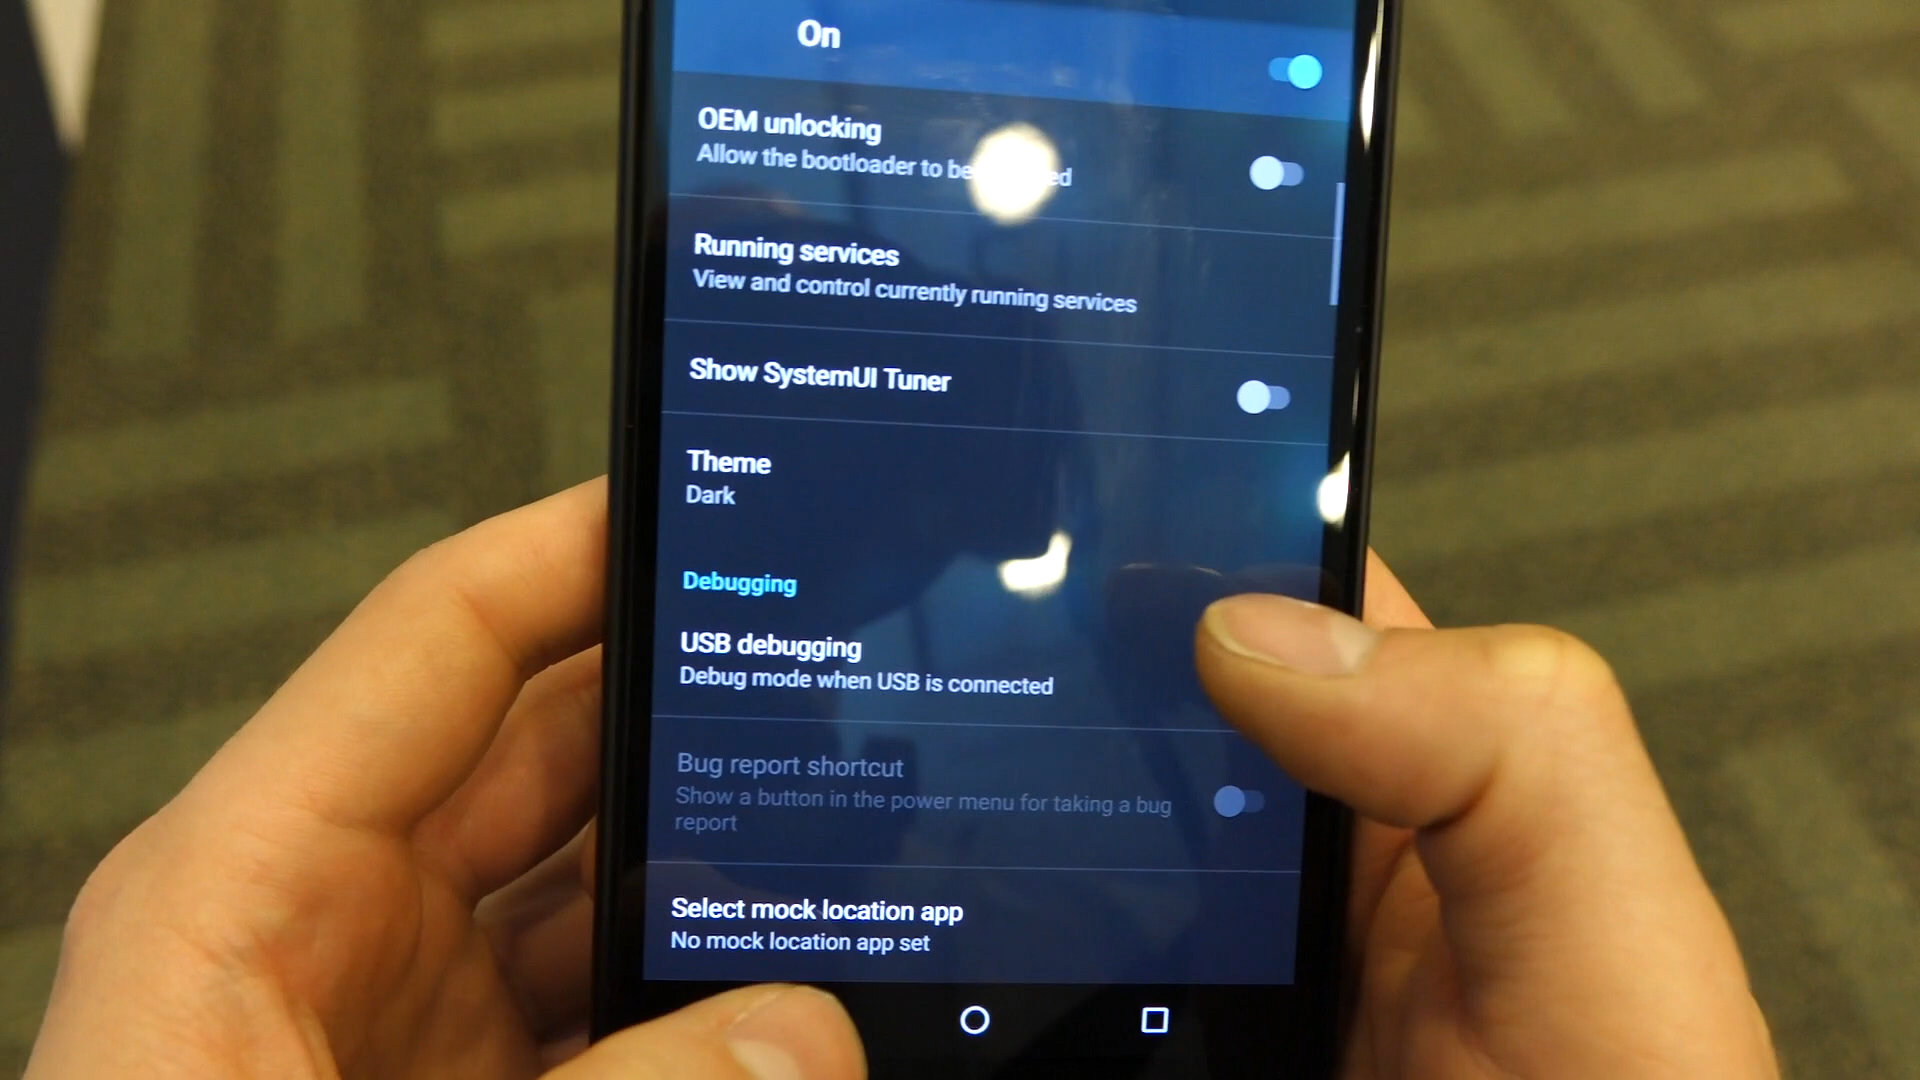 On
OEM unlocking
Allow the bootloader to be
Running services
View and control currently running services
Show SystemUI Tuner
Theme
Dark
Debugging
USB debugging
Debug mode when USB is connected
Bug report shortcut
Show a button in the power menu for taking a bug
report
Select mock location app
No mock location app set